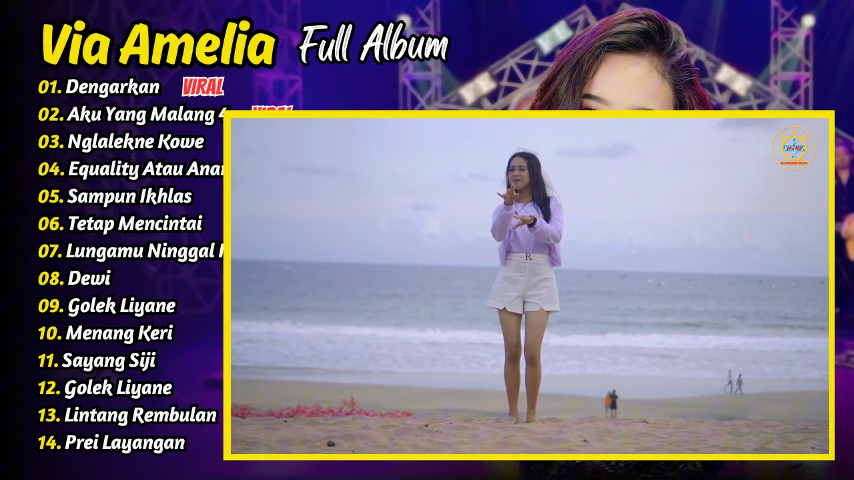 Via Amelia Full Album
01. Dengarkan VIRAL
02. Aku Yang Malang
03. Nglalekne Kowe
04. Equality Atau
05. Sampun Ikhlas
06. Tetap Mencintai
07. Lungamu Ninggal
08. Dewi
09. Golek Liyane
10. Menang Keri
11. Sayang Siji
12. Golek Liyane
13. Lintang Rembulan
14. Prei Layangan